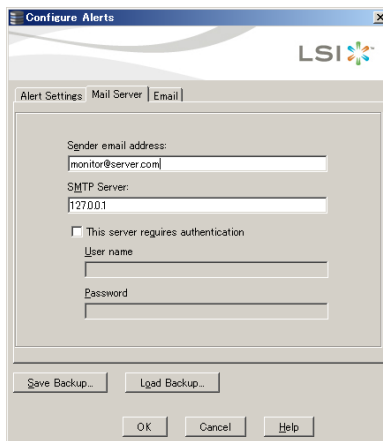 Configure Alerts
LSI
Alert Settings Mail Server Email
Sender email address:
monitor@server.com
SMTP Server:
127.0.0.1
This server requires authentication
User name
Password
Save Backup... Load Backup...
OK Cancel Help